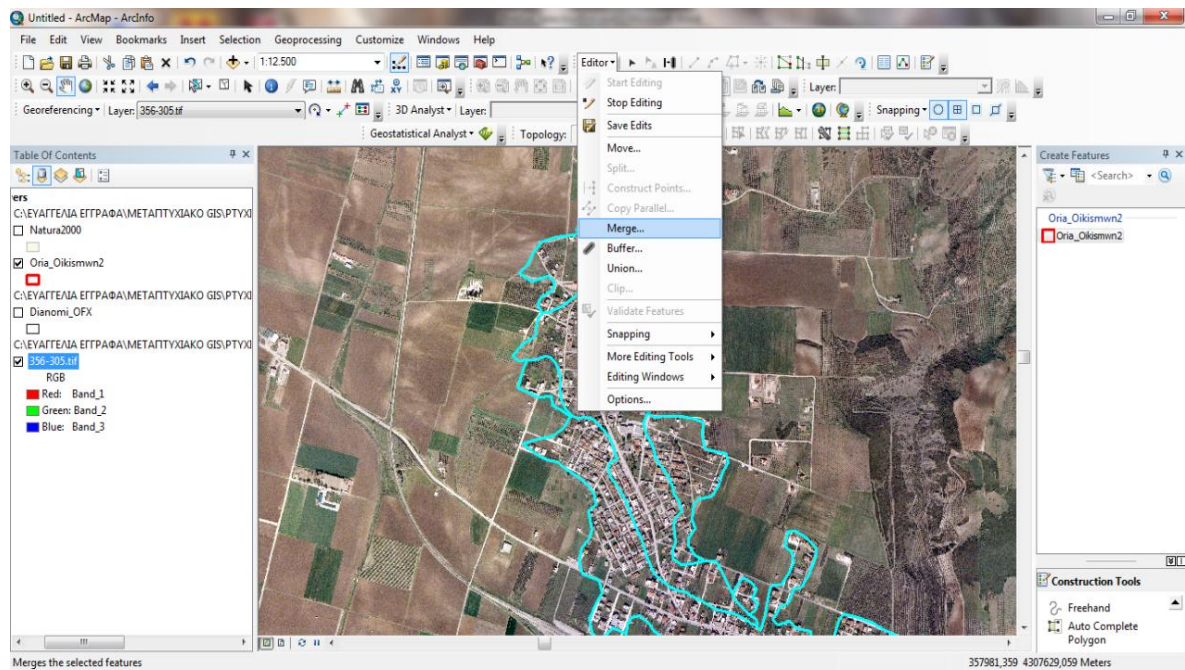 Untitled - ArcMap - ArcInfo
File Edit View Bookmarks Insert Selection Geoprocessing Customize Windows Help
1:12.500
Editor
Layer:
Georeferencing Layer: 356-305.tif
3D Analyst Layer:
Snapping
Geostatistical Analyst
Topology:
Start Editing
Stop Editing
Save Edits
Move...
Split...
Construct Points...
Copy Parallel...
Merge...
Buffer...
Union...
Clip...
Validate Features
Snapping
More Editing Tools
Editing Windows
Options...
Table Of Contents
ers
C:\ΕΥΑΓΓΕΛΙΑ ΕΓΓΡΑΦΑ\ΜΕΤΑΠΤΥΧΙΑΚΟ GIS\PTYXI
Natura2000
Oria_Oikismwn2
C:\ΕΥΑΓΓΕΛΙΑ ΕΓΓΡΑΦΑ\ΜΕΤΑΠΤΥΧΙΑΚΟ GIS\PTYXI
Dianomi_OFX
C:\ΕΥΑΓΓΕΛΙΑ ΕΓΓΡΑΦΑ\ΜΕΤΑΠΤΥΧΙΑΚΟ GIS\PTYXI
356-305.tif
RGB
Red: Band_1
Green: Band_2
Blue: Band_3
Create Features
<Search>
Oria_Oikismwn2
Oria_Oikismwn2
Construction Tools
Freehand
Auto Complete
Polygon
Merges the selected features
357981,359 4307629,059 Meters